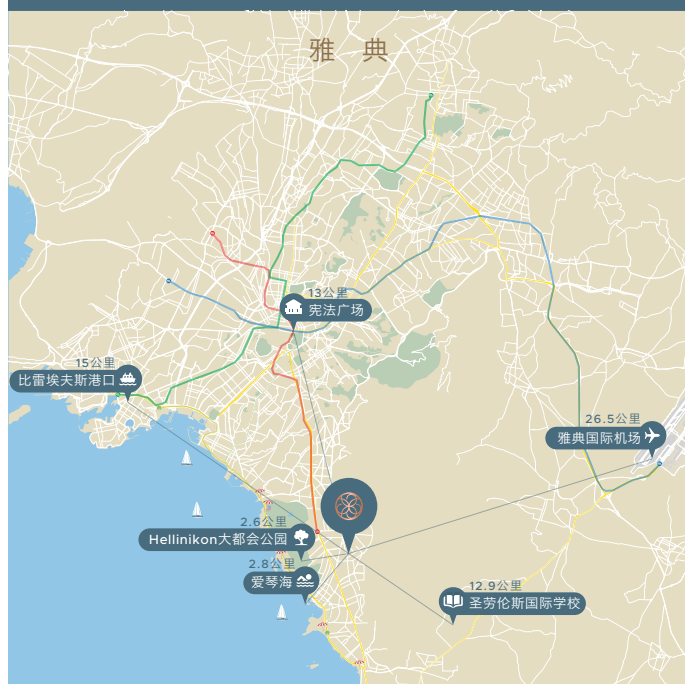 雅典
13公里
宪法广场
15公里
比雷埃夫斯港口
26.5公里
雅典国际机场
2.6公里
Hellinikon大都会公园
2.8公里
爱琴海
12.9公里
圣劳伦斯国际学校